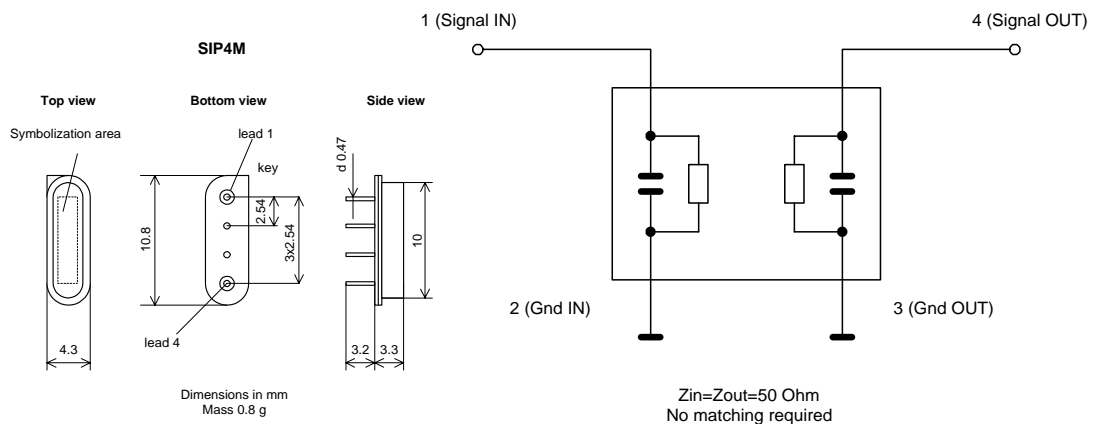 SIP4M
Top view
Bottom view
Side view
Symbolization area
lead 1
key
d 0.47
10.8
2.54
3x2.54
10
lead 4
4.3
3.2
3.3
Dimensions in mm
Mass 0.8 g
1 (Signal IN)
4 (Signal OUT)
2 (Gnd IN)
3 (Gnd OUT)
Zin=Zout=50 Ohm
No matching required